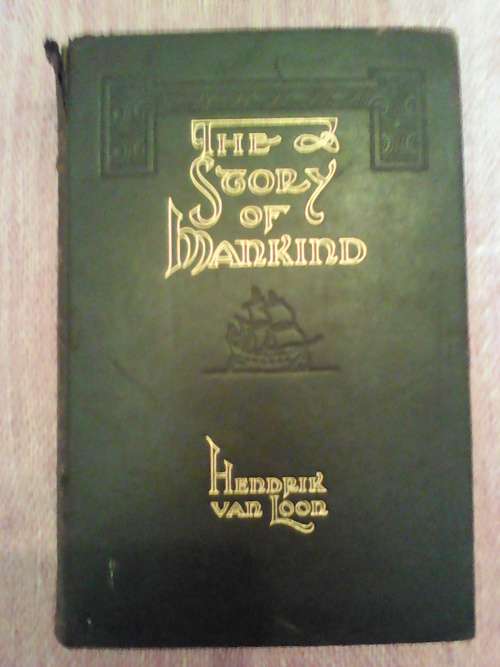 The
Story
of
Mankind
Hendrik
van Loon